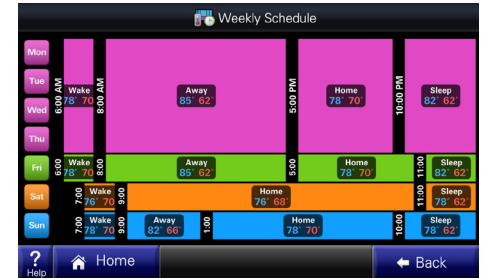 Weekly Schedule
Mon
Tue
Wed
Thu
6:00 AM
Wake
78° 70°
8:00 AM
Away
85° 62°
5:00 PM
Home
78° 70°
10:00 PM
Sleep
82° 62°
Fri
6:00
Wake
78° 70°
8:00
Away
85° 62°
5:00
Home
78° 70°
11:00
Sleep
82° 62°
Sat
7:00
Wake
76° 70°
9:00
Home
76° 68°
11:00
Sleep
78° 62°
Sun
7:00
Wake
78° 70°
9:00
Away
82° 66°
1:00
Home
78° 70°
10:00
Sleep
78° 62°
?
Help
Home
Back